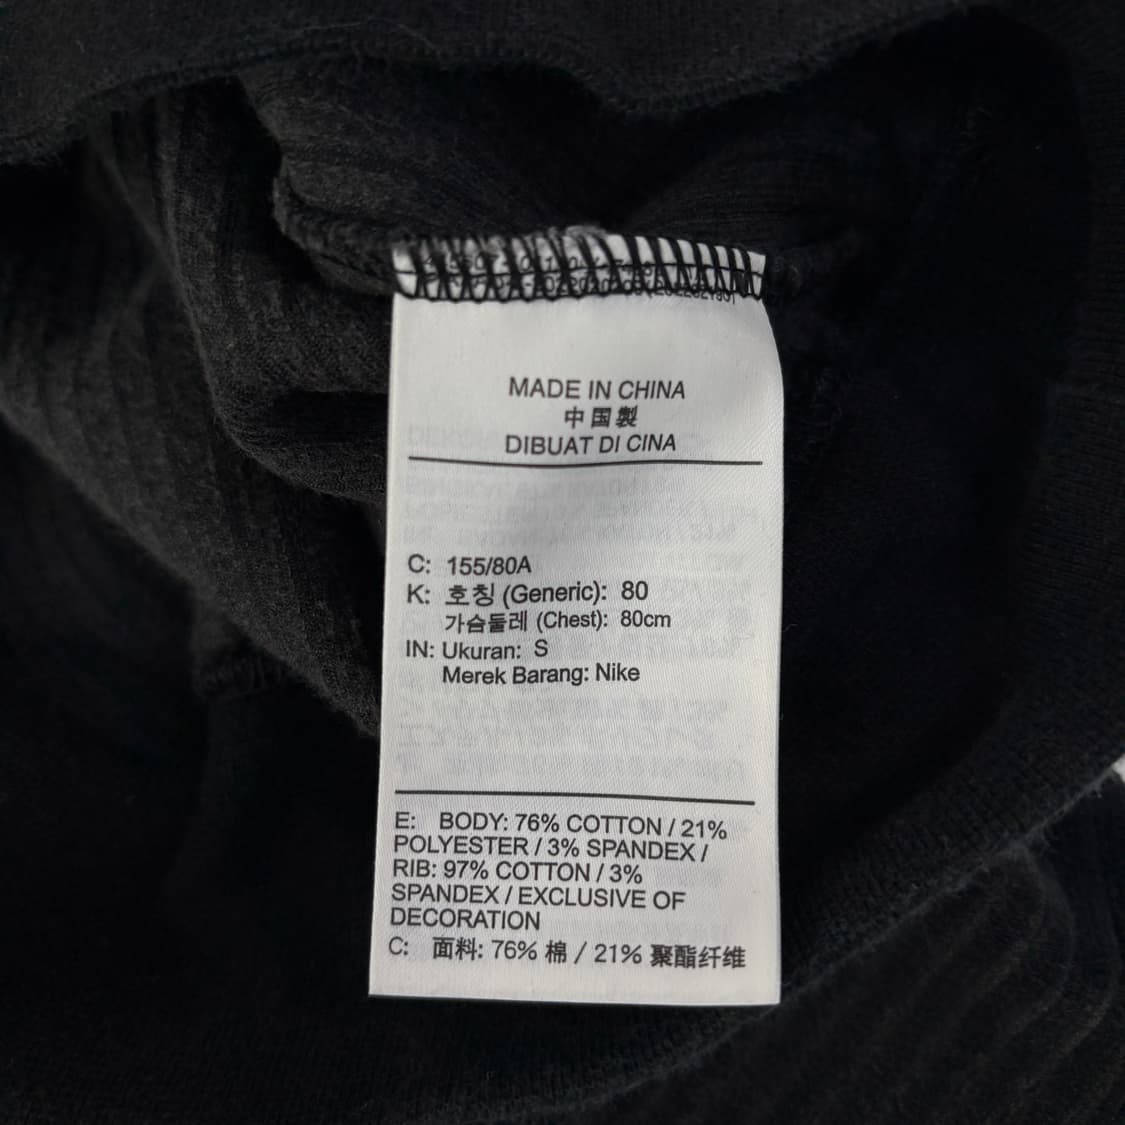 MADE IN CHINA
中国製
DIBUAT DI CINA
C: 155/80A
K: 호칭 (Generic): 80
가슴둘레 (Chest): 80cm
IN: Ukuran: S
Merek Barang: Nike
E: BODY: 76% COTTON / 21%
POLYESTER / 3% SPANDEX /
RIB: 97% COTTON / 3%
SPANDEX / EXCLUSIVE OF
DECORATION
C: 面料: 76% 棉 / 21% 聚酯纤维